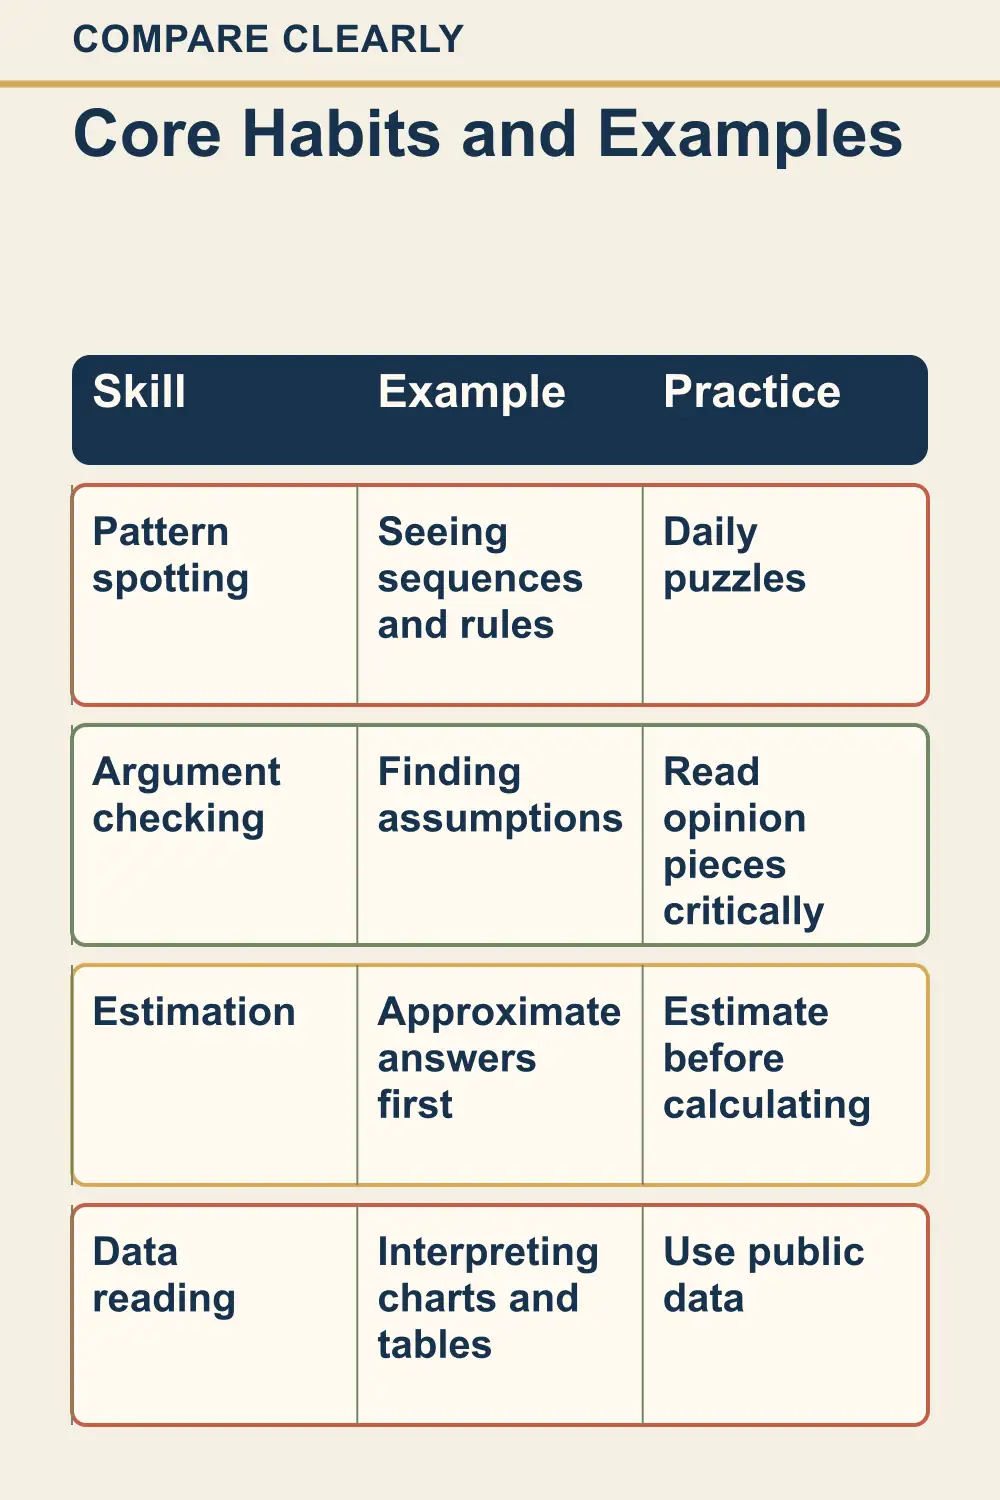 COMPARE CLEARLY
Core Habits and Examples
Skill
Example
Practice
Pattern
spotting
Seeing
sequences
and rules
Daily
puzzles
Argument
checking
Finding
assumptions
Read
opinion
pieces
critically
Estimation
Approximate
answers
first
Estimate
before
calculating
Data
reading
Interpreting
charts and
tables
Use public
data